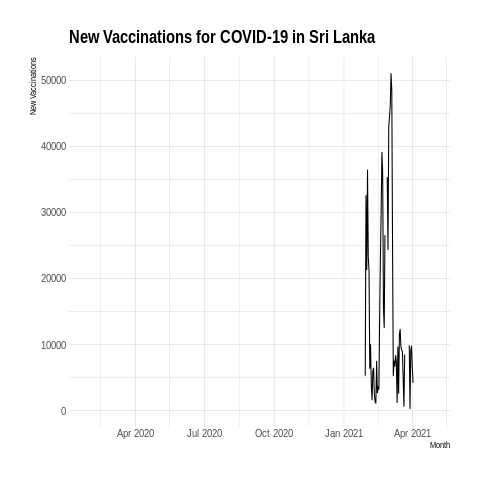 New Vaccinations for COVID-19 in Sri Lanka
New Vaccinations
50000
40000
30000
20000
10000
0
Apr 2020 Jul 2020 Oct 2020 Jan 2021 Apr 2021
Month